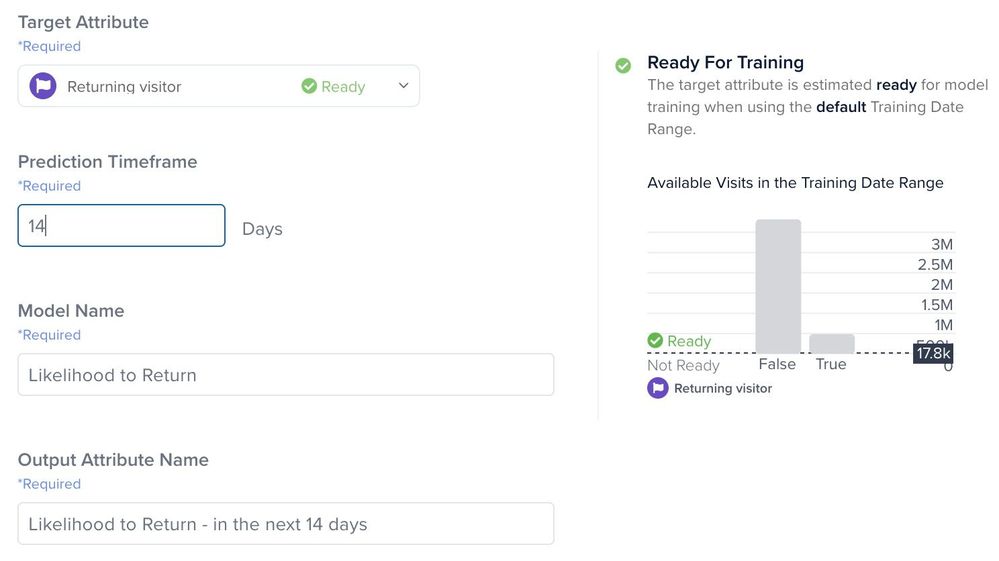 Target Attribute
*Required
Returning visitor Ready
Prediction Timeframe
*Required
14 Days
Model Name
*Required
Likelihood to Return
Output Attribute Name
*Required
Likelihood to Return - in the next 14 days
Ready For Training
The target attribute is estimated ready for model
training when using the default Training Date
Range.
Available Visits in the Training Date Range
3M
2.5M
2M
1.5M
1M
Ready
17.8k
Not Ready
False True
0
Returning visitor